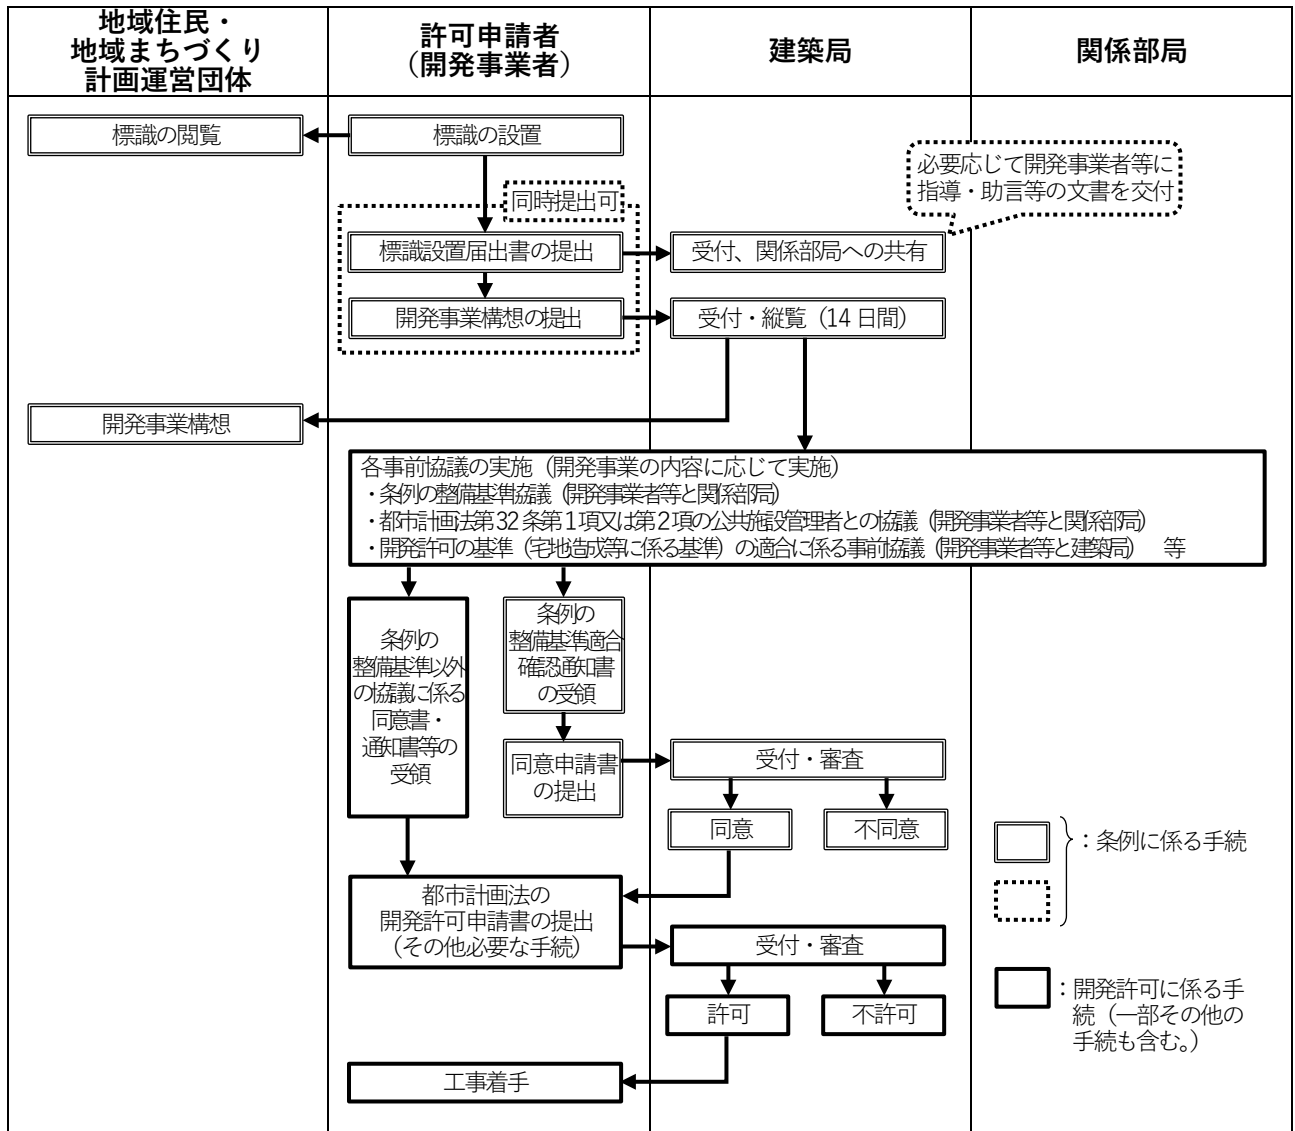 地域住民・
地域まちづくり
計画運営団体
許可申請者
（開発事業者）
建築局
関係部局
標識の閲覧
標識の設置
必要応じて開発事業者等に
指導・助言等の文書を交付
同時提出可
標識設置届出書の提出
受付、関係部局への共有
開発事業構想の提出
受付・縦覧（14 日間）
開発事業構想
各事前協議の実施（開発事業の内容に応じて実施）
・条例の整備基準協議（開発事業者等と関係部局）
・都市計画法第32 条第１項又は第２項の公共施設管理者との協議（開発事業者等と関係部局）
・開発許可の基準（宅地造成等に係る基準）の適合に係る事前協議（開発事業者等と建築局）　等
条例の
整備基準以外
の協議に係る
同意書・
通知書等の
受領
条例の
整備基準適合
確認通知書
の受領
同意申請書
の提出
受付・審査
同意
不同意
：条例に係る手続
都市計画法の
開発許可申請書の提出
（その他必要な手続）
受付・審査
許可
不許可
：開発許可に係る手
続（一部その他の
手続も含む。）
工事着手